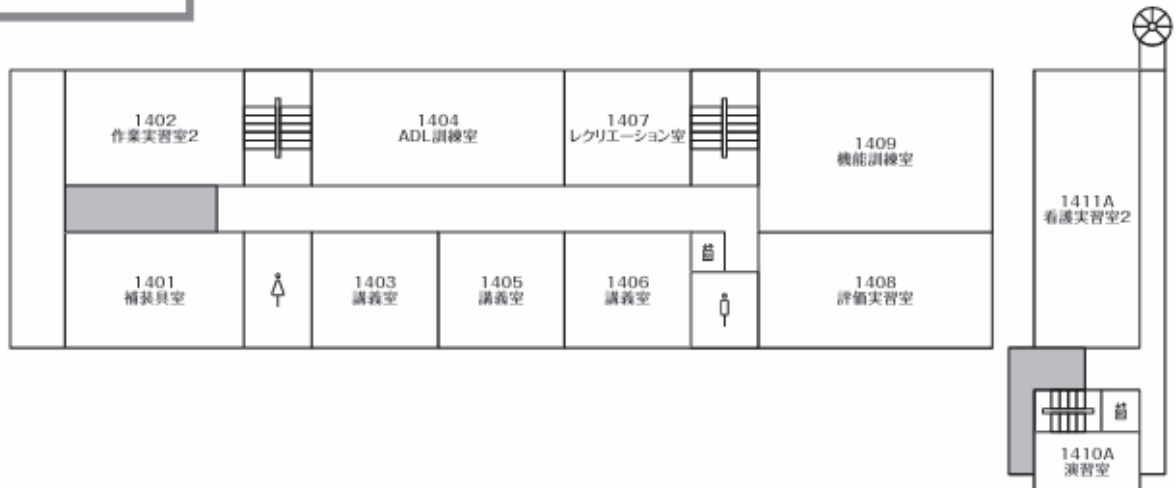 1402
作業実習室2
1404
ADL訓練室
1407
レクリエーション室
1409
機能訓練室
1411A
看護実習室2
1401
補装具室
1403
講義室
1405
講義室
1406
講義室
1408
評価実習室
1410A
演習室